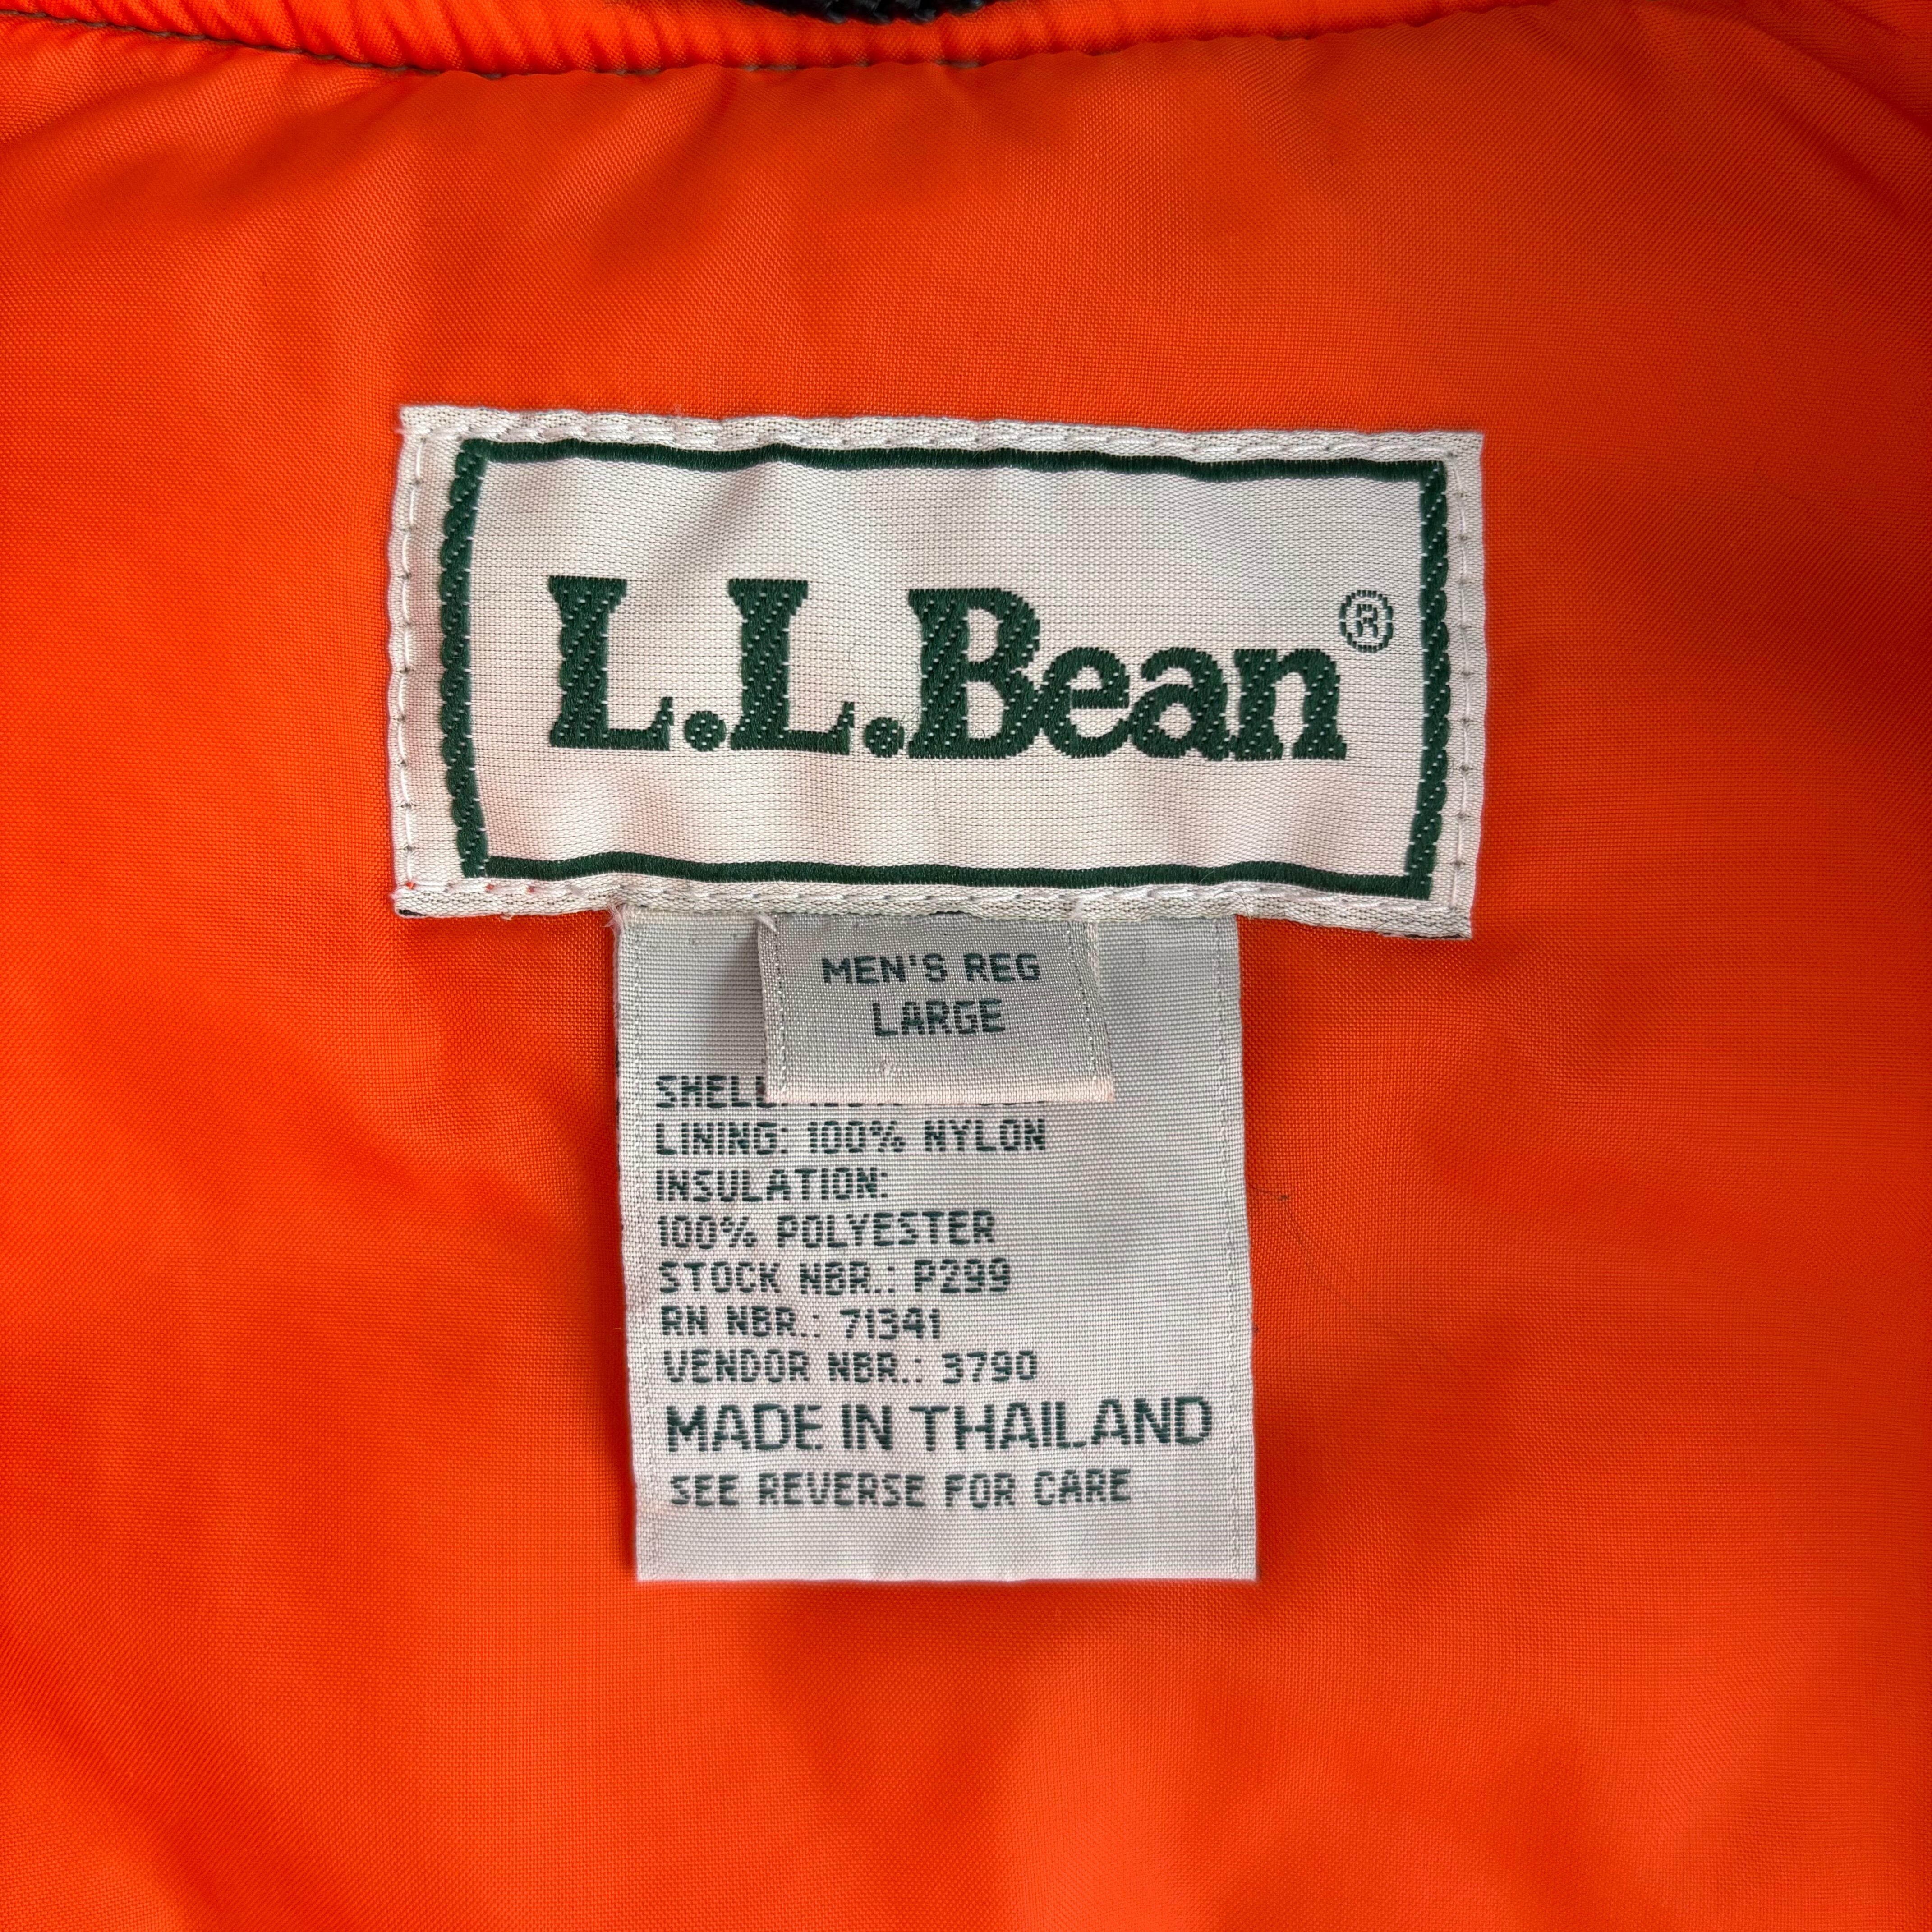 L.L.Bean®
MEN'S REG
LARGE
SHELL:
LINING: 100% NYLON
INSULATION:
100% POLYESTER
STOCK NBR.: P299
RN NBR.: 71341
VENDOR NBR.: 3790
MADE IN THAILAND
SEE REVERSE FOR CARE